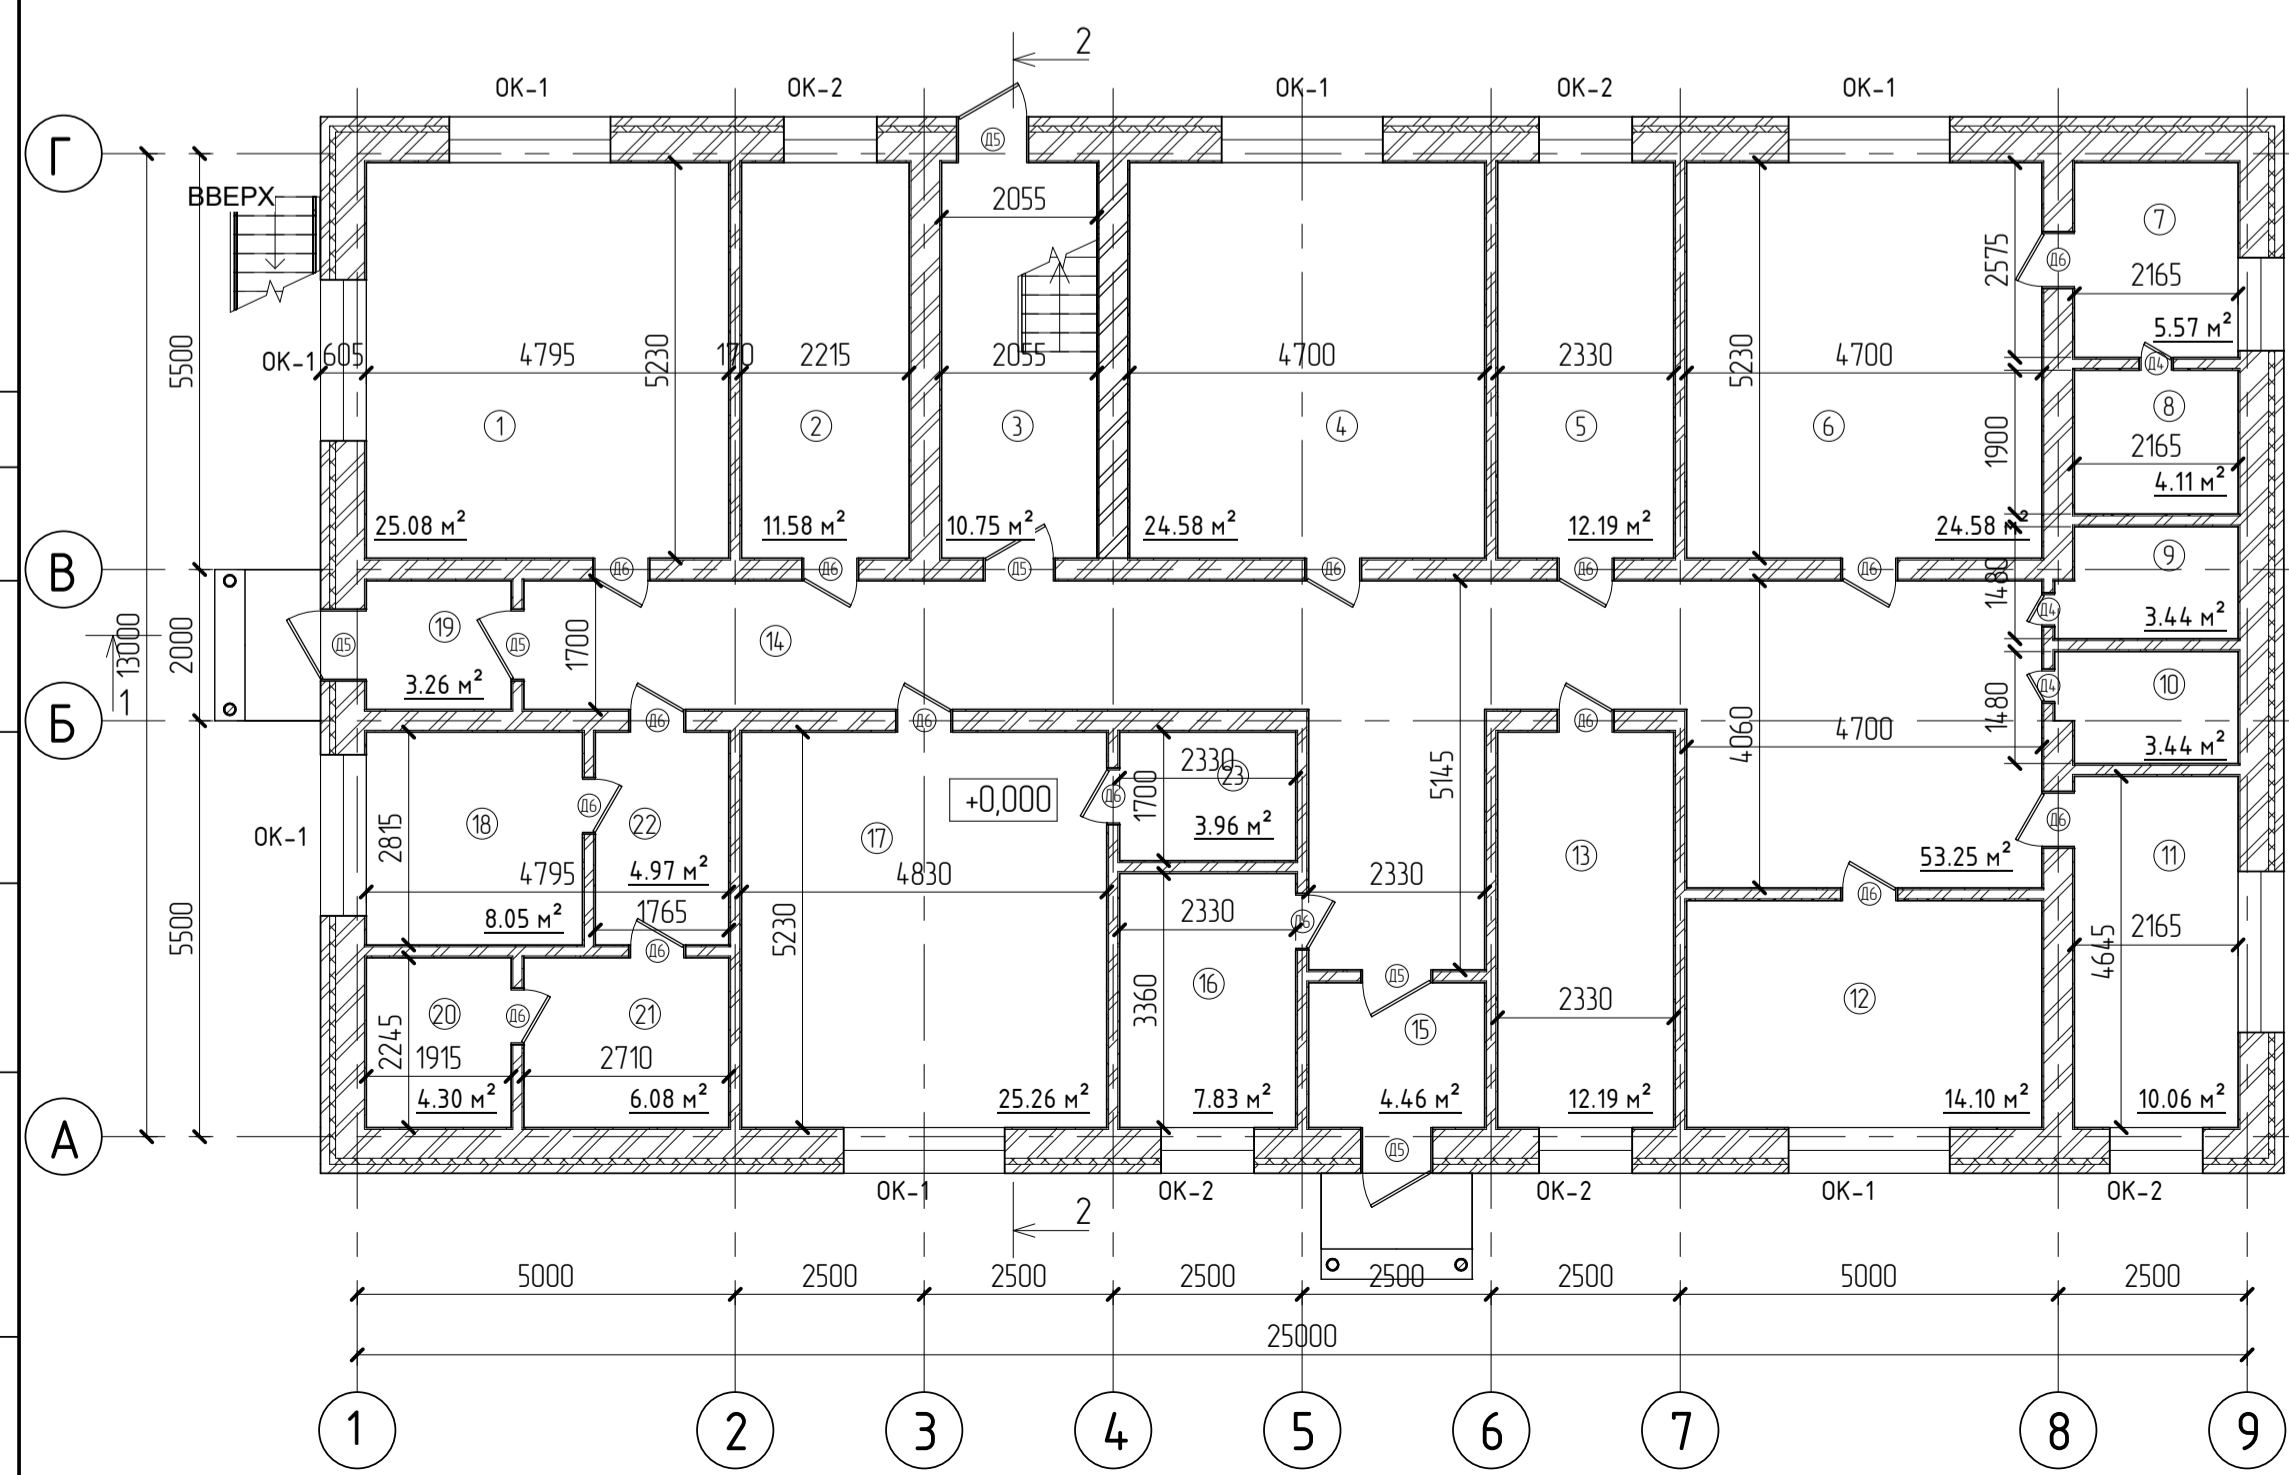 2
ОК-1 ОК-2 ОК-1 ОК-2 ОК-1
Г
Д5
ВВЕРХ
2055
7
Д6
2575
2165
5.57 м²
5500
ОК-1
605 4795 5230 170 2215 2055 4700 2330 5230 4700
Д4
1 2 3 4 5 6 8
1900
2165
4.11 м²
25.08 м² 11.58 м² 10.75 м² 24.58 м² 12.19 м² 24.58 м²
В
Д6 Д6 Д5 Д6 Д6 Д6
9
1480
Д4
3.44 м²
13000
2000
Д5 19 Д5 1700 14
3.26 м²
1
Д4 10
1480
3.44 м²
Б
Д6 Д6 Д6
4060 4700
2330 23
1700
Д6
+0,000
3.96 м²
5145
ОК-1
2815
18 Д6 22 17
13 Д6 11
53.25 м²
4795 4.97 м² 4830 2330
Д6
8.05 м² 1765 2330 Д6
5500
5230
4645 2165
Д6
Д5
3360
16
12
2330
20 Д6 21 15
2245
1915 2710
4.30 м² 6.08 м² 25.26 м² 7.83 м² 4.46 м² 12.19 м² 14.10 м² 10.06 м²
А
Д5
ОК-1 ОК-2 ОК-2 ОК-1 ОК-2
2
5000 2500 2500 2500 2500 2500 5000 2500
25000
1 2 3 4 5 6 7 8 9